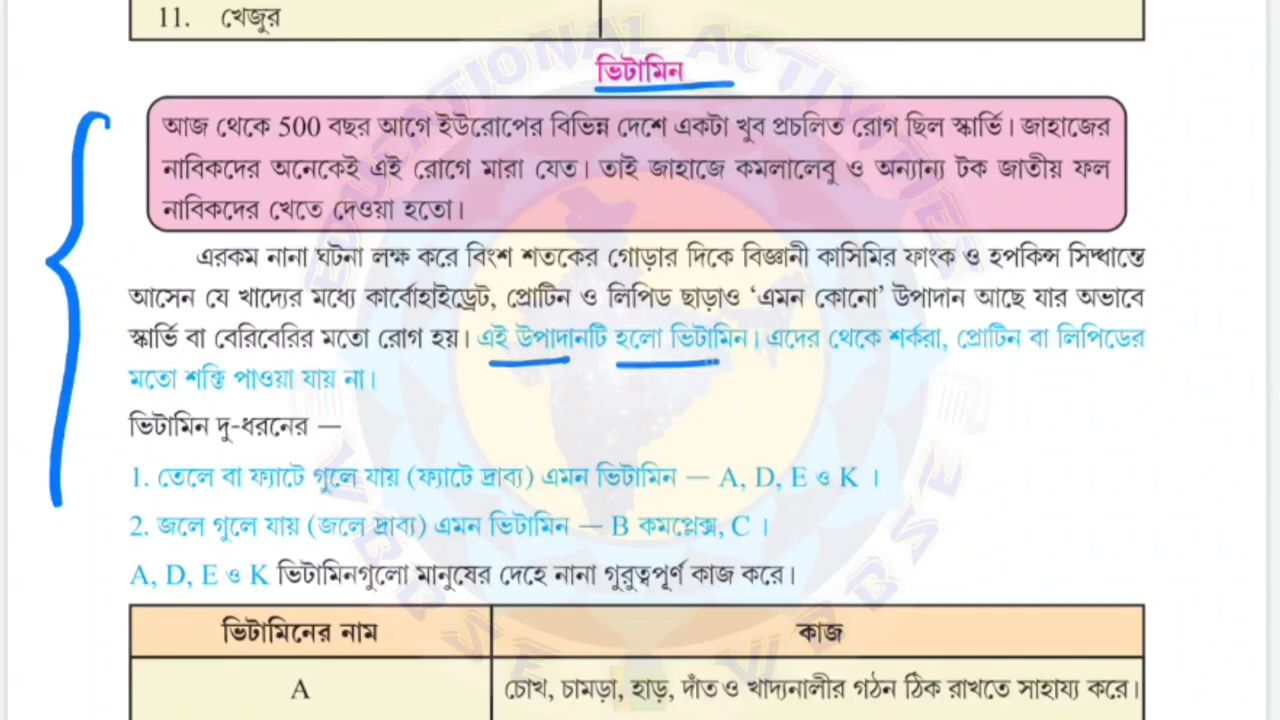 11. খেজুর
ভিটামিন
আজ থেকে 500 বছর আগে ইউরোপের বিভিন্ন দেশে একটা খুব প্রচলিত রোগ ছিল স্কার্ভি। জাহাজের
নাবিকদের অনেকেই এই রোগে মারা যেত। তাই জাহাজে কমলালেবু ও অন্যান্য টক জাতীয় ফল
নাবিকদের খেতে দেওয়া হতো।
এরকম নানা ঘটনা লক্ষ করে বিংশ শতকের গোড়ার দিকে বিজ্ঞানী কাসিমির ফাংক ও হপকিন্স সিদ্ধান্তে
আসেন যে খাদ্যের মধ্যে কার্বোহাইড্রেট, প্রোটিন ও লিপিড ছাড়াও ‘এমন কোনো’ উপাদান আছে যার অভাবে
স্কার্ভি বা বেরিবেরির মতো রোগ হয়। এই উপাদানটি হলো ভিটামিন। এদের থেকে শর্করা, প্রোটিন বা লিপিডের
মতো শক্তি পাওয়া যায় না।
ভিটামিন দু-ধরনের —
1. তেলে বা ফ্যাটে গুলে যায় (ফ্যাটে দ্রাব্য) এমন ভিটামিন — A, D, E ও K ।
2. জলে গুলে যায় (জলে দ্রাব্য) এমন ভিটামিন — B কমপ্লেক্স, C ।
A, D, E ও K ভিটামিনগুলো মানুষের দেহে নানা গুরুত্বপূর্ণ কাজ করে।
ভিটামিনের নাম কাজ
A চোখ, চামড়া, হাড়, দাঁত ও খাদ্যনালীর গঠন ঠিক রাখতে সাহায্য করে।
EDUCATIONAL ACTIVITIES